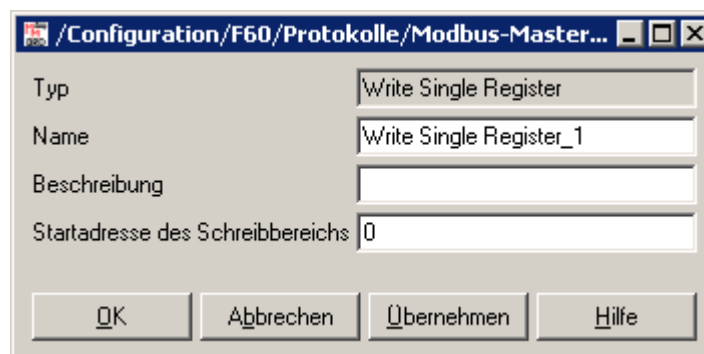 /Configuration/F60/Protokolle/Modbus-Master...
Typ Write Single Register
Name Write Single Register_1
Beschreibung
Startadresse des Schreibbereichs 0
OK Abbrechen Übernehmen Hilfe